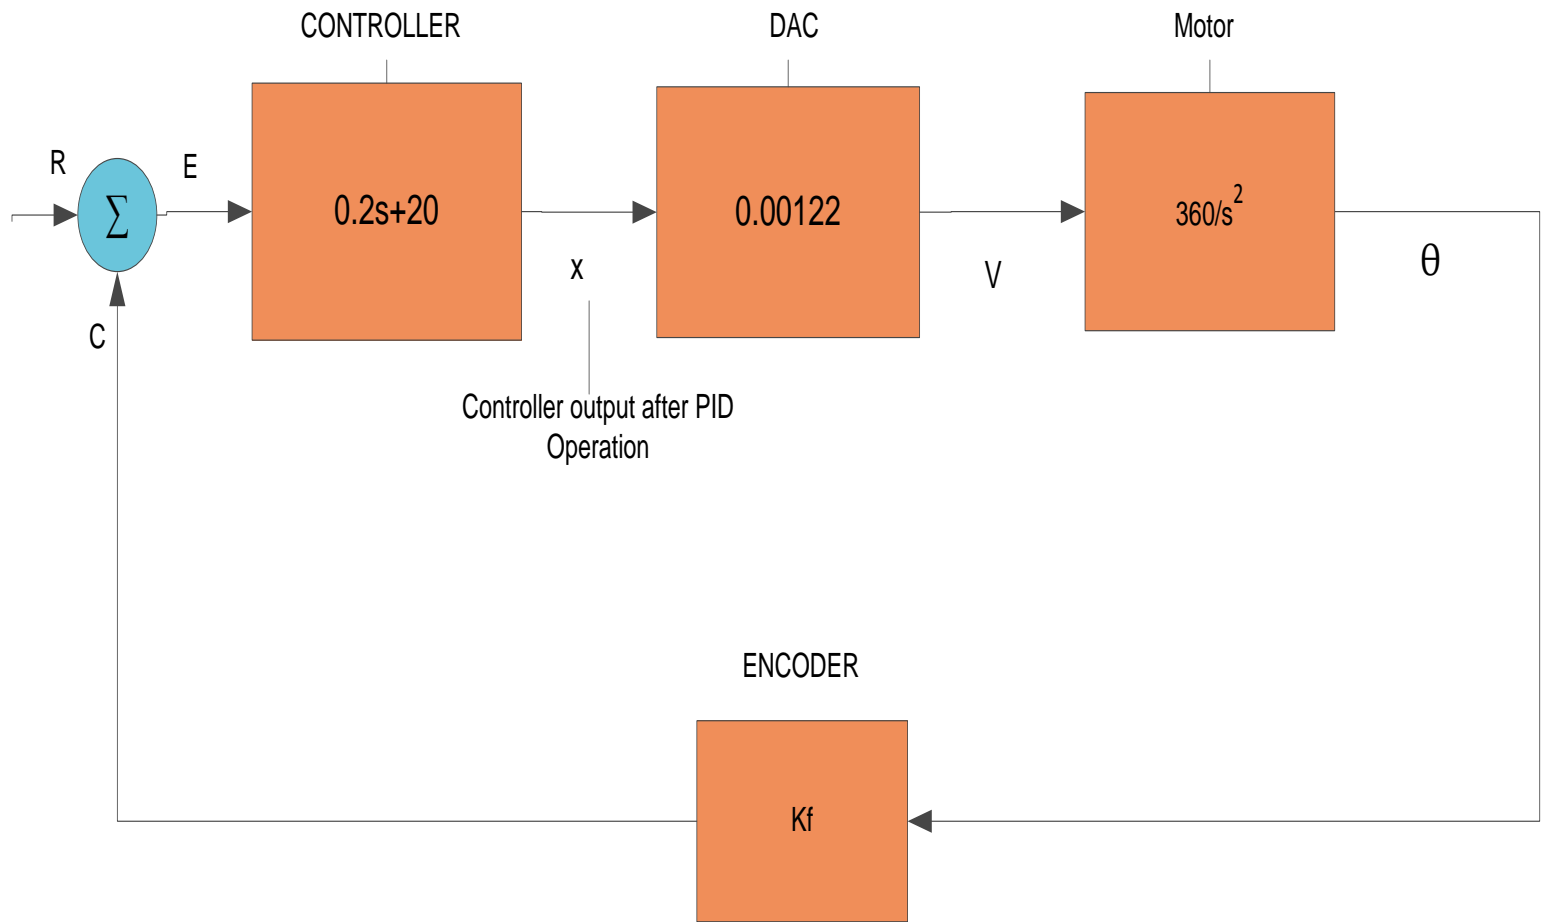 CONTROLLER
DAC
Motor
R
E
Σ
0.2s+20
0.00122
360/s²
x
V
θ
C
Controller output after PID
Operation
ENCODER
Kf